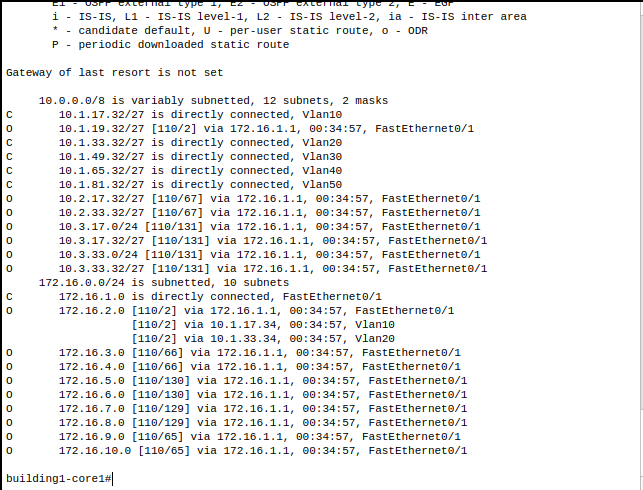 E1 - OSPF external type 1, E2 - OSPF external type 2, E - EGP
i - IS-IS, L1 - IS-IS level-1, L2 - IS-IS level-2, ia - IS-IS inter area
* - candidate default, U - per-user static route, o - ODR
P - periodic downloaded static route
Gateway of last resort is not set
10.0.0.0/8 is variably subnetted, 12 subnets, 2 masks
C 10.1.17.32/27 is directly connected, Vlan10
O 10.1.19.32/27 [110/2] via 172.16.1.1, 00:34:57, FastEthernet0/1
C 10.1.33.32/27 is directly connected, Vlan20
C 10.1.49.32/27 is directly connected, Vlan30
C 10.1.65.32/27 is directly connected, Vlan40
C 10.1.81.32/27 is directly connected, Vlan50
O 10.2.17.32/27 [110/67] via 172.16.1.1, 00:34:57, FastEthernet0/1
O 10.2.33.32/27 [110/67] via 172.16.1.1, 00:34:57, FastEthernet0/1
O 10.3.17.0/24 [110/131] via 172.16.1.1, 00:34:57, FastEthernet0/1
O 10.3.17.32/27 [110/131] via 172.16.1.1, 00:34:57, FastEthernet0/1
O 10.3.33.0/24 [110/131] via 172.16.1.1, 00:34:57, FastEthernet0/1
O 10.3.33.32/27 [110/131] via 172.16.1.1, 00:34:57, FastEthernet0/1
172.16.0.0/24 is subnetted, 10 subnets
C 172.16.1.0 is directly connected, FastEthernet0/1
O 172.16.2.0 [110/2] via 172.16.1.1, 00:34:57, FastEthernet0/1
[110/2] via 10.1.17.34, 00:34:57, Vlan10
[110/2] via 10.1.33.34, 00:34:57, Vlan20
O 172.16.3.0 [110/66] via 172.16.1.1, 00:34:57, FastEthernet0/1
O 172.16.4.0 [110/66] via 172.16.1.1, 00:34:57, FastEthernet0/1
O 172.16.5.0 [110/130] via 172.16.1.1, 00:34:57, FastEthernet0/1
O 172.16.6.0 [110/130] via 172.16.1.1, 00:34:57, FastEthernet0/1
O 172.16.7.0 [110/129] via 172.16.1.1, 00:34:57, FastEthernet0/1
O 172.16.8.0 [110/129] via 172.16.1.1, 00:34:57, FastEthernet0/1
O 172.16.9.0 [110/65] via 172.16.1.1, 00:34:57, FastEthernet0/1
O 172.16.10.0 [110/65] via 172.16.1.1, 00:34:57, FastEthernet0/1
building1-core1#